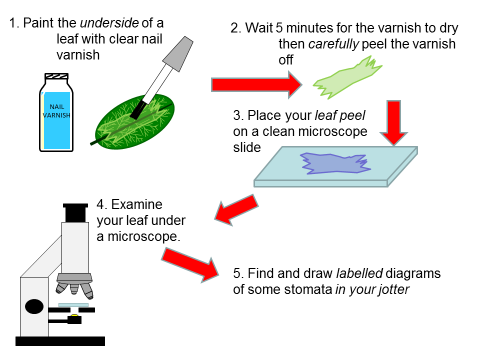 1. Paint the underside of a
leaf with clear nail
varnish
NAIL
VARNISH
2. Wait 5 minutes for the varnish to dry
then carefully peel the varnish
off
3. Place your leaf peel
on a clean microscope
slide
4. Examine
your leaf under
a microscope.
5. Find and draw labelled diagrams
of some stomata in your jotter